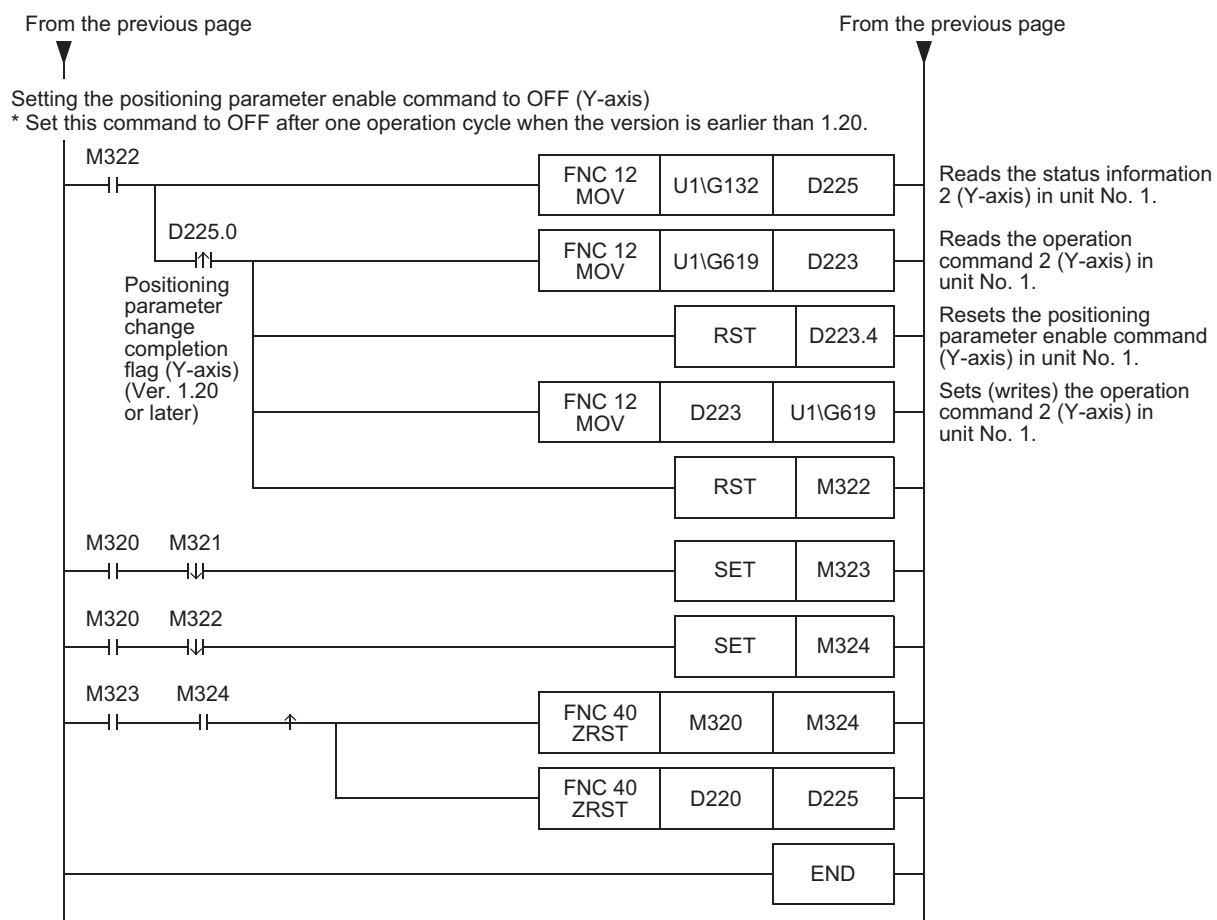 From the previous page
From the previous page
Setting the positioning parameter enable command to OFF (Y-axis)
* Set this command to OFF after one operation cycle when the version is earlier than 1.20.
M322
FNC 12
MOV
U1\G132
D225
Reads the status information
2 (Y-axis) in unit No. 1.
D225.0
FNC 12
MOV
U1\G619
D223
Reads the operation
command 2 (Y-axis) in
unit No. 1.
Positioning
parameter
change
completion
flag (Y-axis)
(Ver. 1.20
or later)
RST
D223.4
Resets the positioning
parameter enable command
(Y-axis) in unit No. 1.
FNC 12
MOV
D223
U1\G619
Sets (writes) the operation
command 2 (Y-axis) in
unit No. 1.
RST
M322
M320
M321
SET
M323
M320
M322
SET
M324
M323
M324
FNC 40
ZRST
M320
M324
FNC 40
ZRST
D220
D225
END